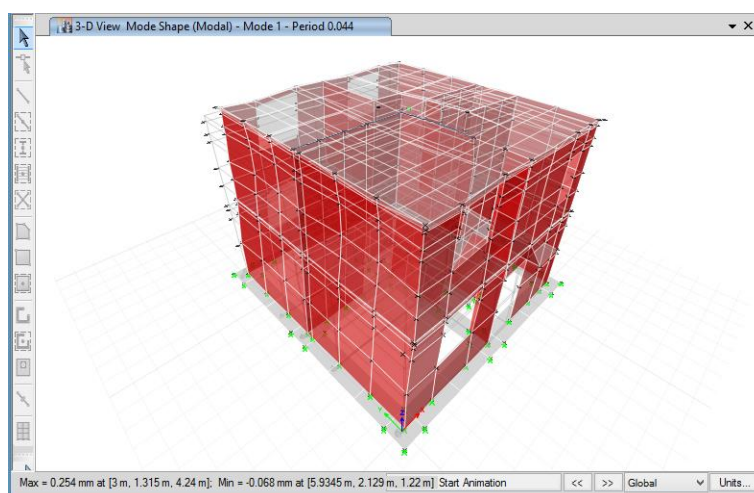 3-D View Mode Shape (Modal) - Mode 1 - Period 0.044
Max = 0.254 mm at [3 m, 1.315 m, 4.24 m]; Min = -0.068 mm at [5.9345 m, 2.129 m, 1.22 m] Start Animation << >> Global Units...